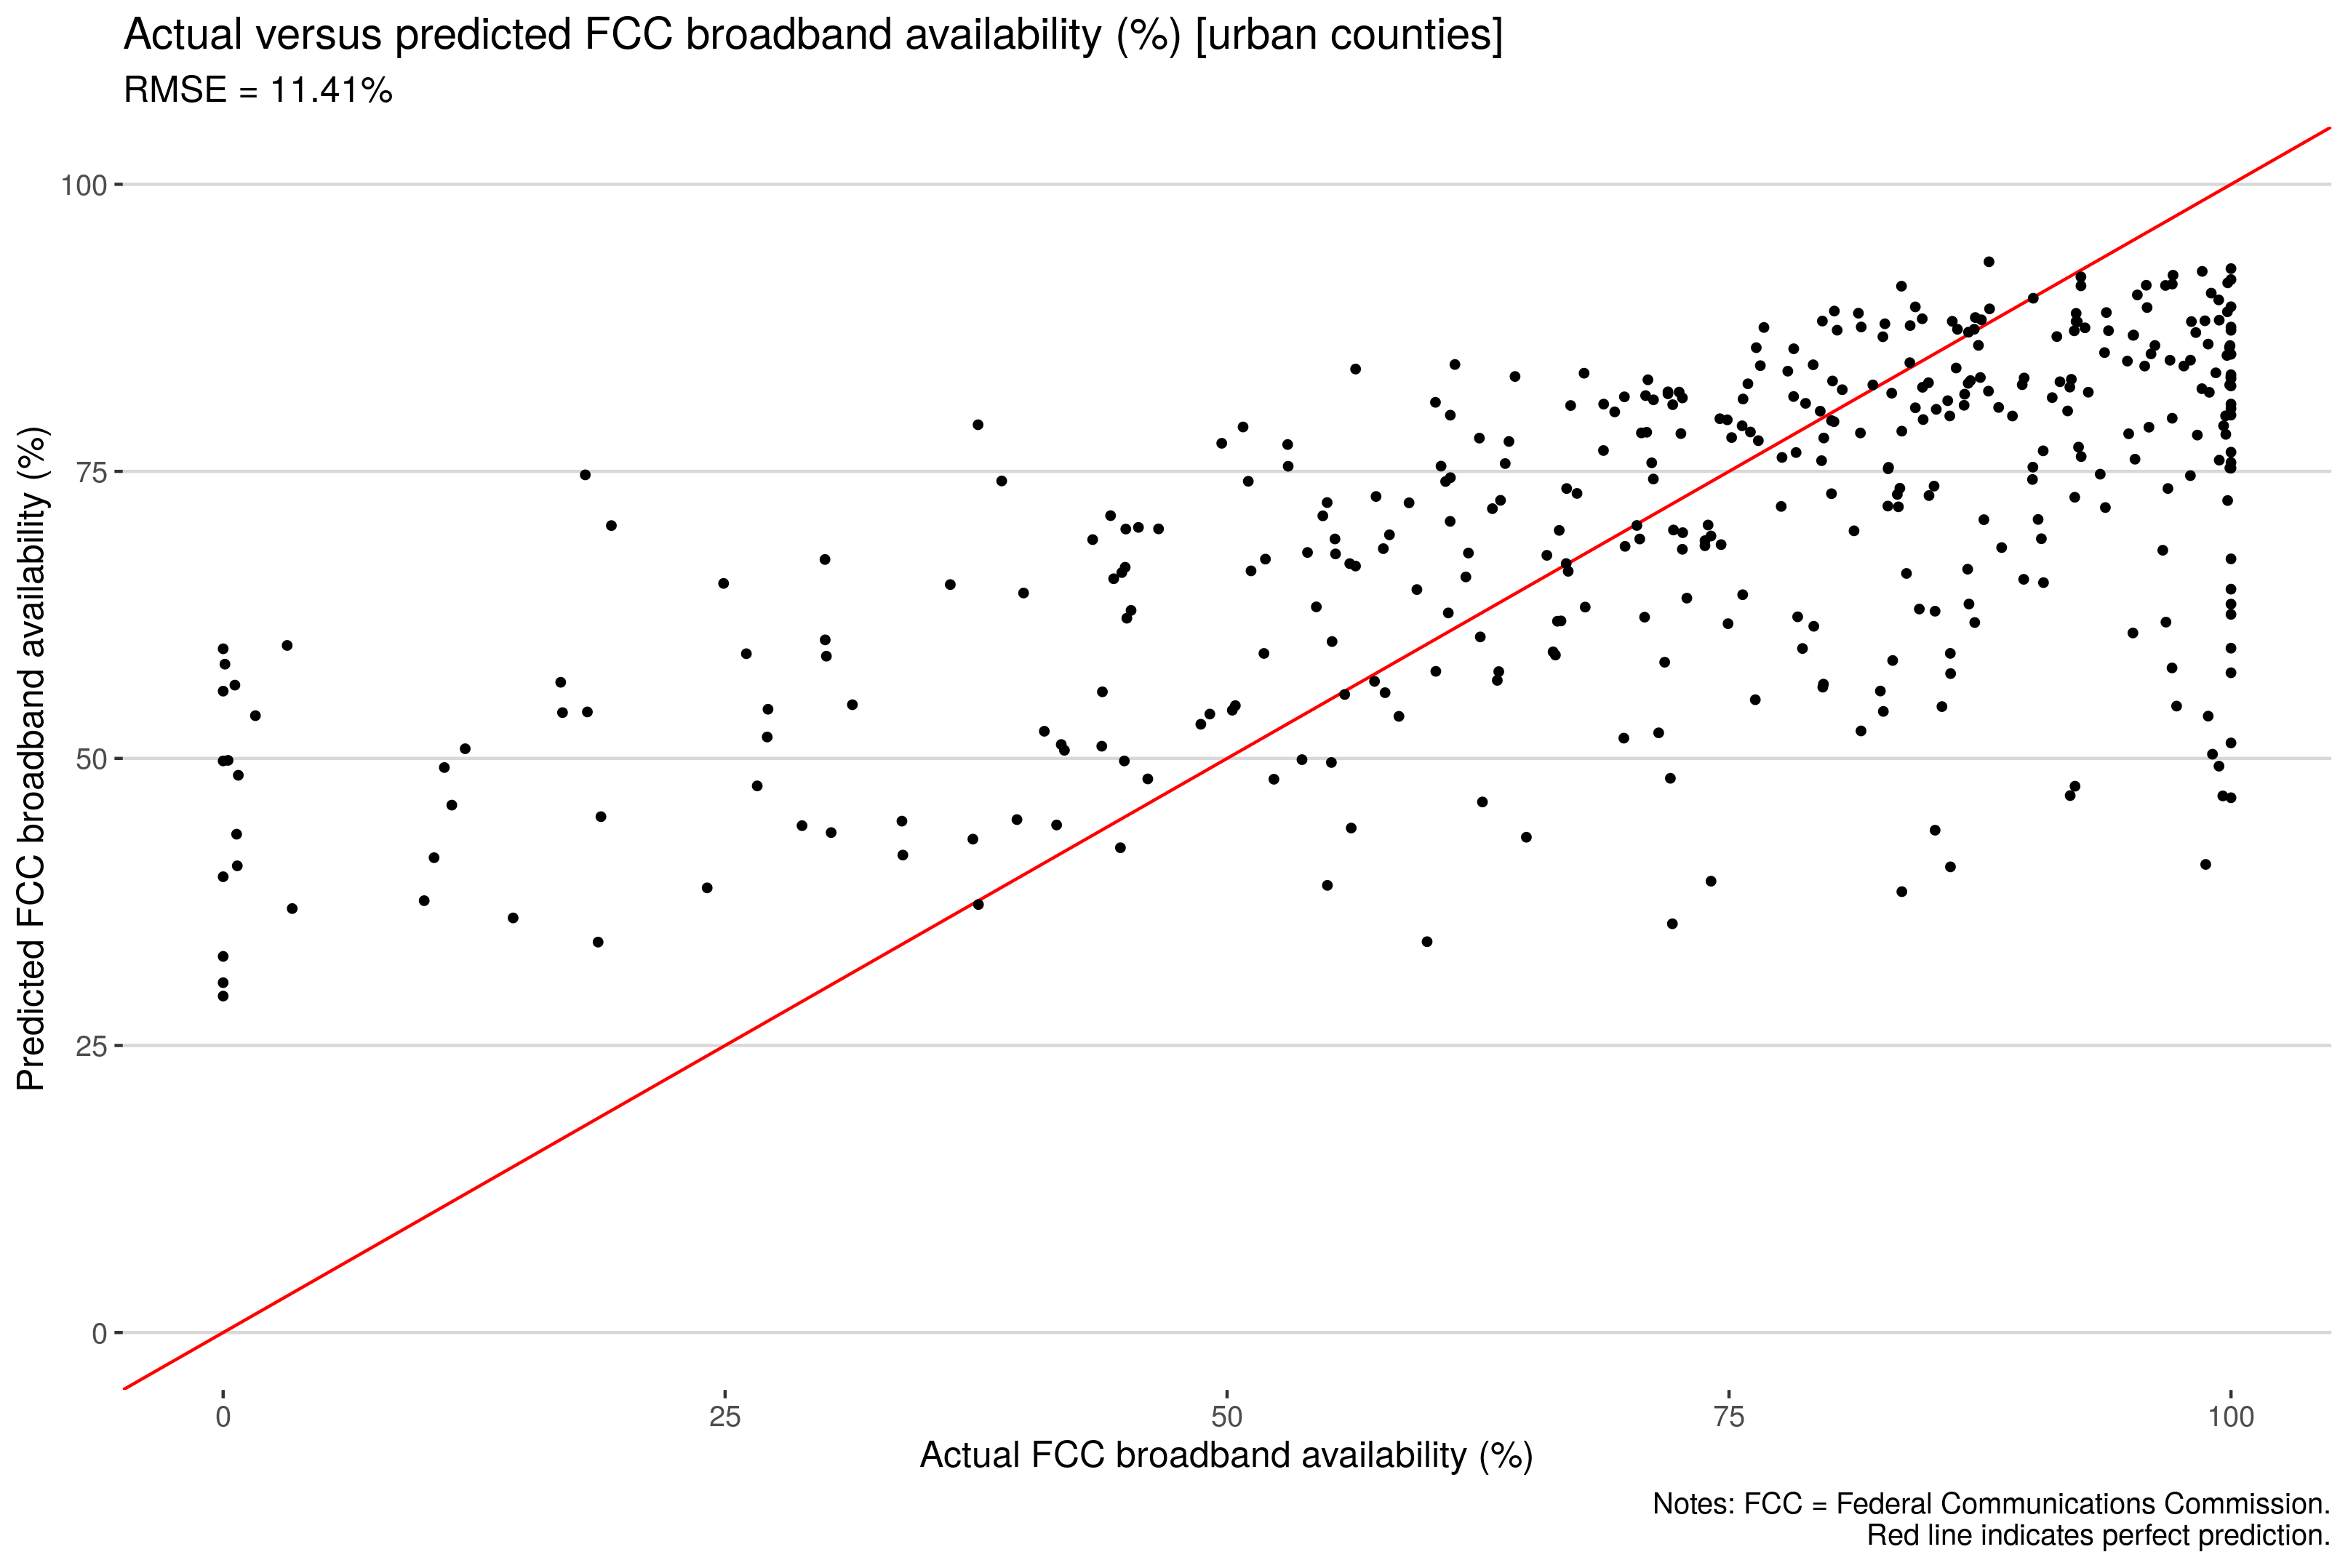 Actual versus predicted FCC broadband availability (%) [urban counties]
RMSE = 11.41%
Predicted FCC broadband availability (%)
100
75
50
25
0
0 25 50 75 100
Actual FCC broadband availability (%)
Notes: FCC = Federal Communications Commission.
Red line indicates perfect prediction.